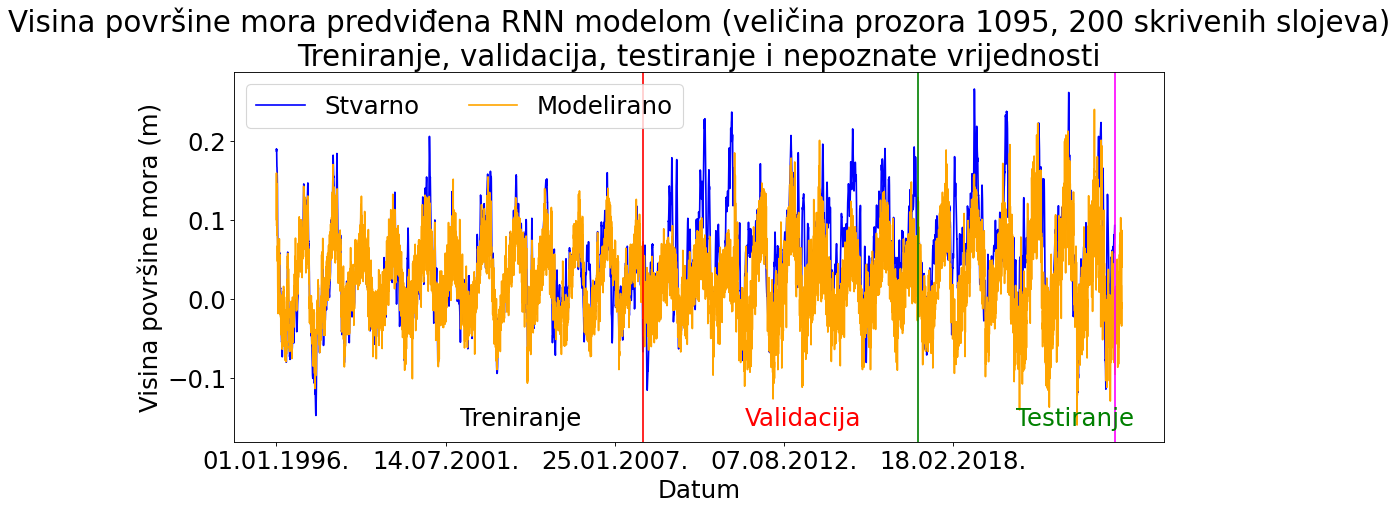 Visina površine mora predviđena RNN modelom (veličina prozora 1095, 200 skrivenih slojeva)
Treniranje, validacija, testiranje i nepoznate vrijednosti
Stvarno Modelirano
Visina površine mora (m)
0.2
0.1
0.0
−0.1
Treniranje Validacija Testiranje
01.01.1996. 14.07.2001. 25.01.2007. 07.08.2012. 18.02.2018.
Datum